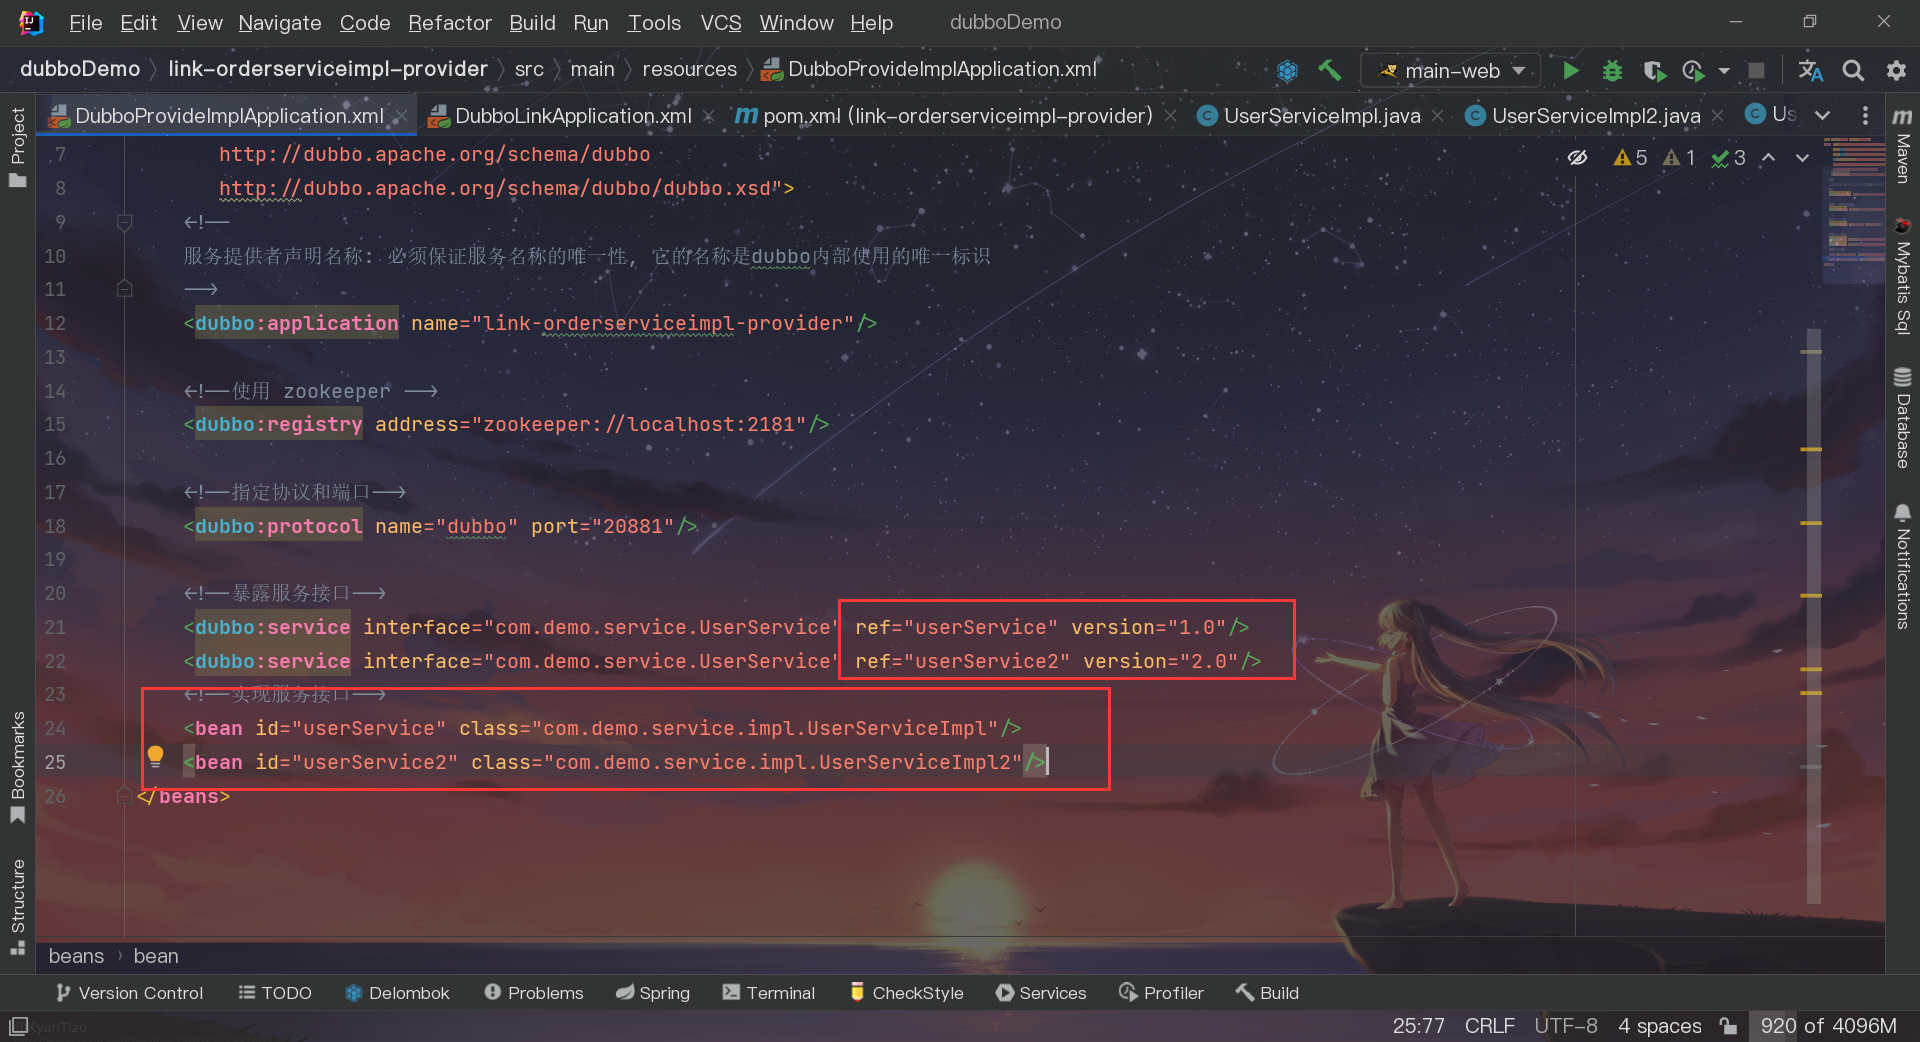 File Edit View Navigate Code Refactor Build Run Tools VCS Window Help dubboDemo
dubboDemo link-orderserviceimpl-provider src main resources DubboProvideImplApplication.xml main-web
DubboProvideImplApplication.xml DubboLinkApplication.xml pom.xml (link-orderserviceimpl-provider) UserServiceImpl.java UserServiceImpl2.java Us
Project
Bookmarks
Structure
Maven
Mybatis Sql
Database
Notifications
5 1 3
7 http://dubbo.apache.org/schema/dubbo
8 http://dubbo.apache.org/schema/dubbo/dubbo.xsd">
9 <!--
10 服务提供者声明名称: 必须保证服务名称的唯一性, 它的名称是dubbo内部使用的唯一标识
11 -->
12 <dubbo:application name="link-orderserviceimpl-provider"/>
13
14 <!--使用 zookeeper -->
15 <dubbo:registry address="zookeeper://localhost:2181"/>
16
17 <!--指定协议和端口-->
18 <dubbo:protocol name="dubbo" port="20881"/>
19
20 <!--暴露服务接口-->
21 <dubbo:service interface="com.demo.service.UserService" ref="userService" version="1.0"/>
22 <dubbo:service interface="com.demo.service.UserService" ref="userService2" version="2.0"/>
23 <!--实现服务接口-->
24 <bean id="userService" class="com.demo.service.impl.UserServiceImpl"/>
25 <bean id="userService2" class="com.demo.service.impl.UserServiceImpl2"/>
26 </beans>
beans › bean
Version Control TODO Delombok Problems Spring Terminal CheckStyle Services Profiler Build
KyuriTizu
25:77 CRLF UTF-8 4 spaces 920 of 4096M